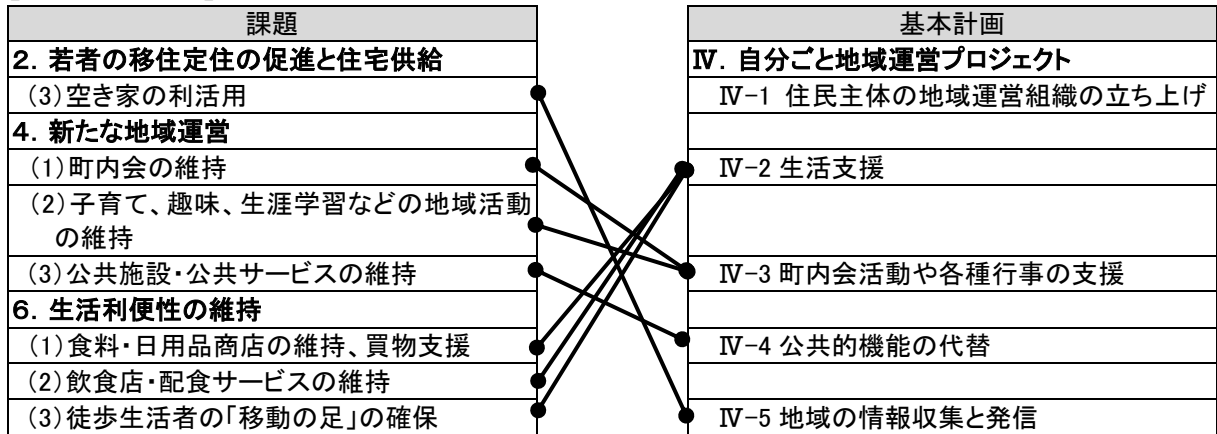 課題
2．若者の移住定住の促進と住宅供給
(3)空き家の利活用
4．新たな地域運営
(1)町内会の維持
(2)子育て、趣味、生涯学習などの地域活動
の維持
(3)公共施設・公共サービスの維持
6．生活利便性の維持
(1)食料・日用品商店の維持、買物支援
(2)飲食店・配食サービスの維持
(3)徒歩生活者の「移動の足」の確保
基本計画
Ⅳ．自分ごと地域運営プロジェクト
Ⅳ-1 住民主体の地域運営組織の立ち上げ
Ⅳ-2 生活支援
Ⅳ-3 町内会活動や各種行事の支援
Ⅳ-4 公共的機能の代替
Ⅳ-5 地域の情報収集と発信